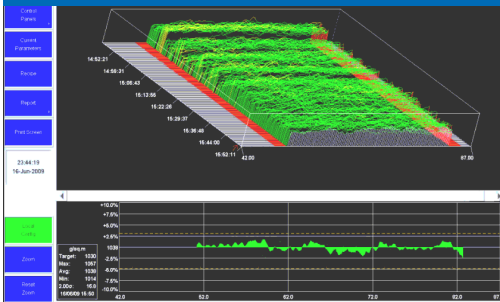 Control
Panels
Current
Parameters
Recipe
Report
Print Screen
23:44:19
16-Jun-2009
Zoom
Reset
Zoom
14:52:21
14:59:31
15:06:43
15:13:56
15:22:26
15:29:37
15:36:48
15:44:00
15:52:11
42.00
97.00
+10.0%
+7.5%
+5.0%
+2.5%
1038
-2.5%
-5.0%
-7.5%
-10.0%
g/sq.m
Target: 1030
Max: 1057
Avg: 1038
Min: 1014
2.00σ: 16.0
16/06/09 15:50
42.0
52.0
62.0
72.0
82.0
97